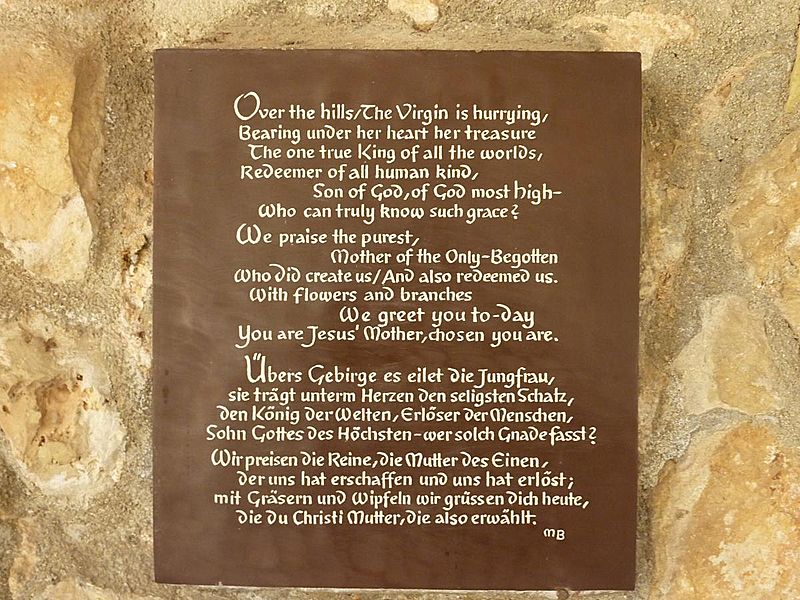 Over the hills/The Virgin is hurrying,
Bearing under her heart her treasure
The one true King of all the worlds,
Redeemer of all human kind,
Son of God, of God most high-
Who can truly know such grace?
We praise the purest,
Mother of the Only-Begotten
Who did create us/And also redeemed us.
With flowers and branches
We greet you to-day
You are Jesus' Mother, chosen you are.
Übers Gebirge es eilet die Jungfrau,
sie trägt unterm Herzen den seligsten Schatz,
den König der Welten, Erlöser der Menschen,
Sohn Gottes des Höchsten-wer solch Gnade fasst?
Wir preisen die Reine, die Mutter des Einen,
der uns hat erschaffen und uns hat erlöst;
mit Gräsern und Wipfeln wir grüssen dich heute,
die du Christi Mutter, die also erwählt.
MB